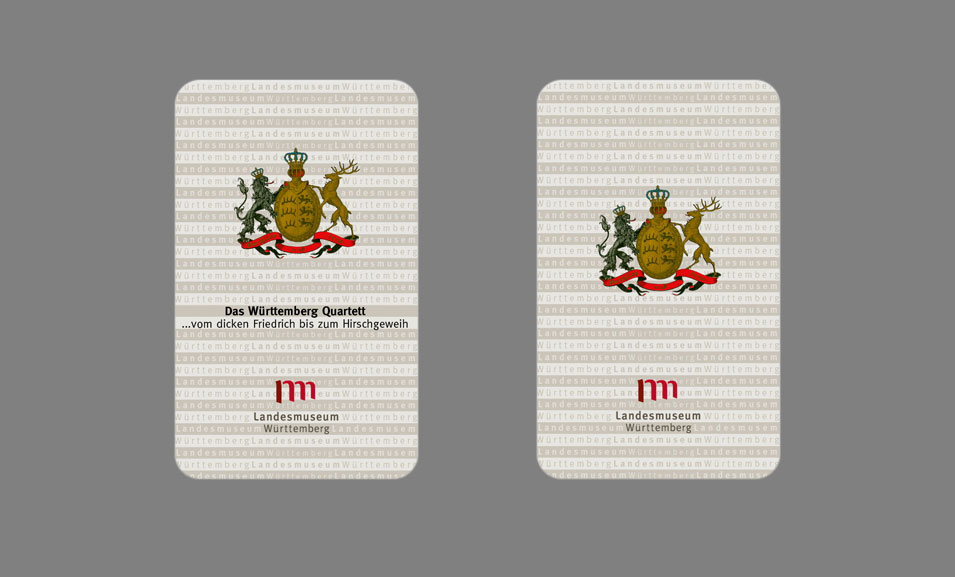 Das Württemberg Quartett
...vom dicken Friedrich bis zum Hirschgeweih
Landesmuseum
Württemberg
Landesmuseum
Württemberg